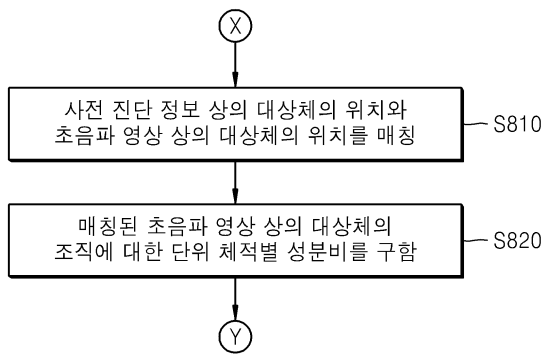 X
사전 진단 정보 상의 대상체의 위치와
초음파 영상 상의 대상체의 위치를 매칭
S810
매칭된 초음파 영상 상의 대상체의
조직에 대한 단위 체적별 성분비를 구함
S820
Y